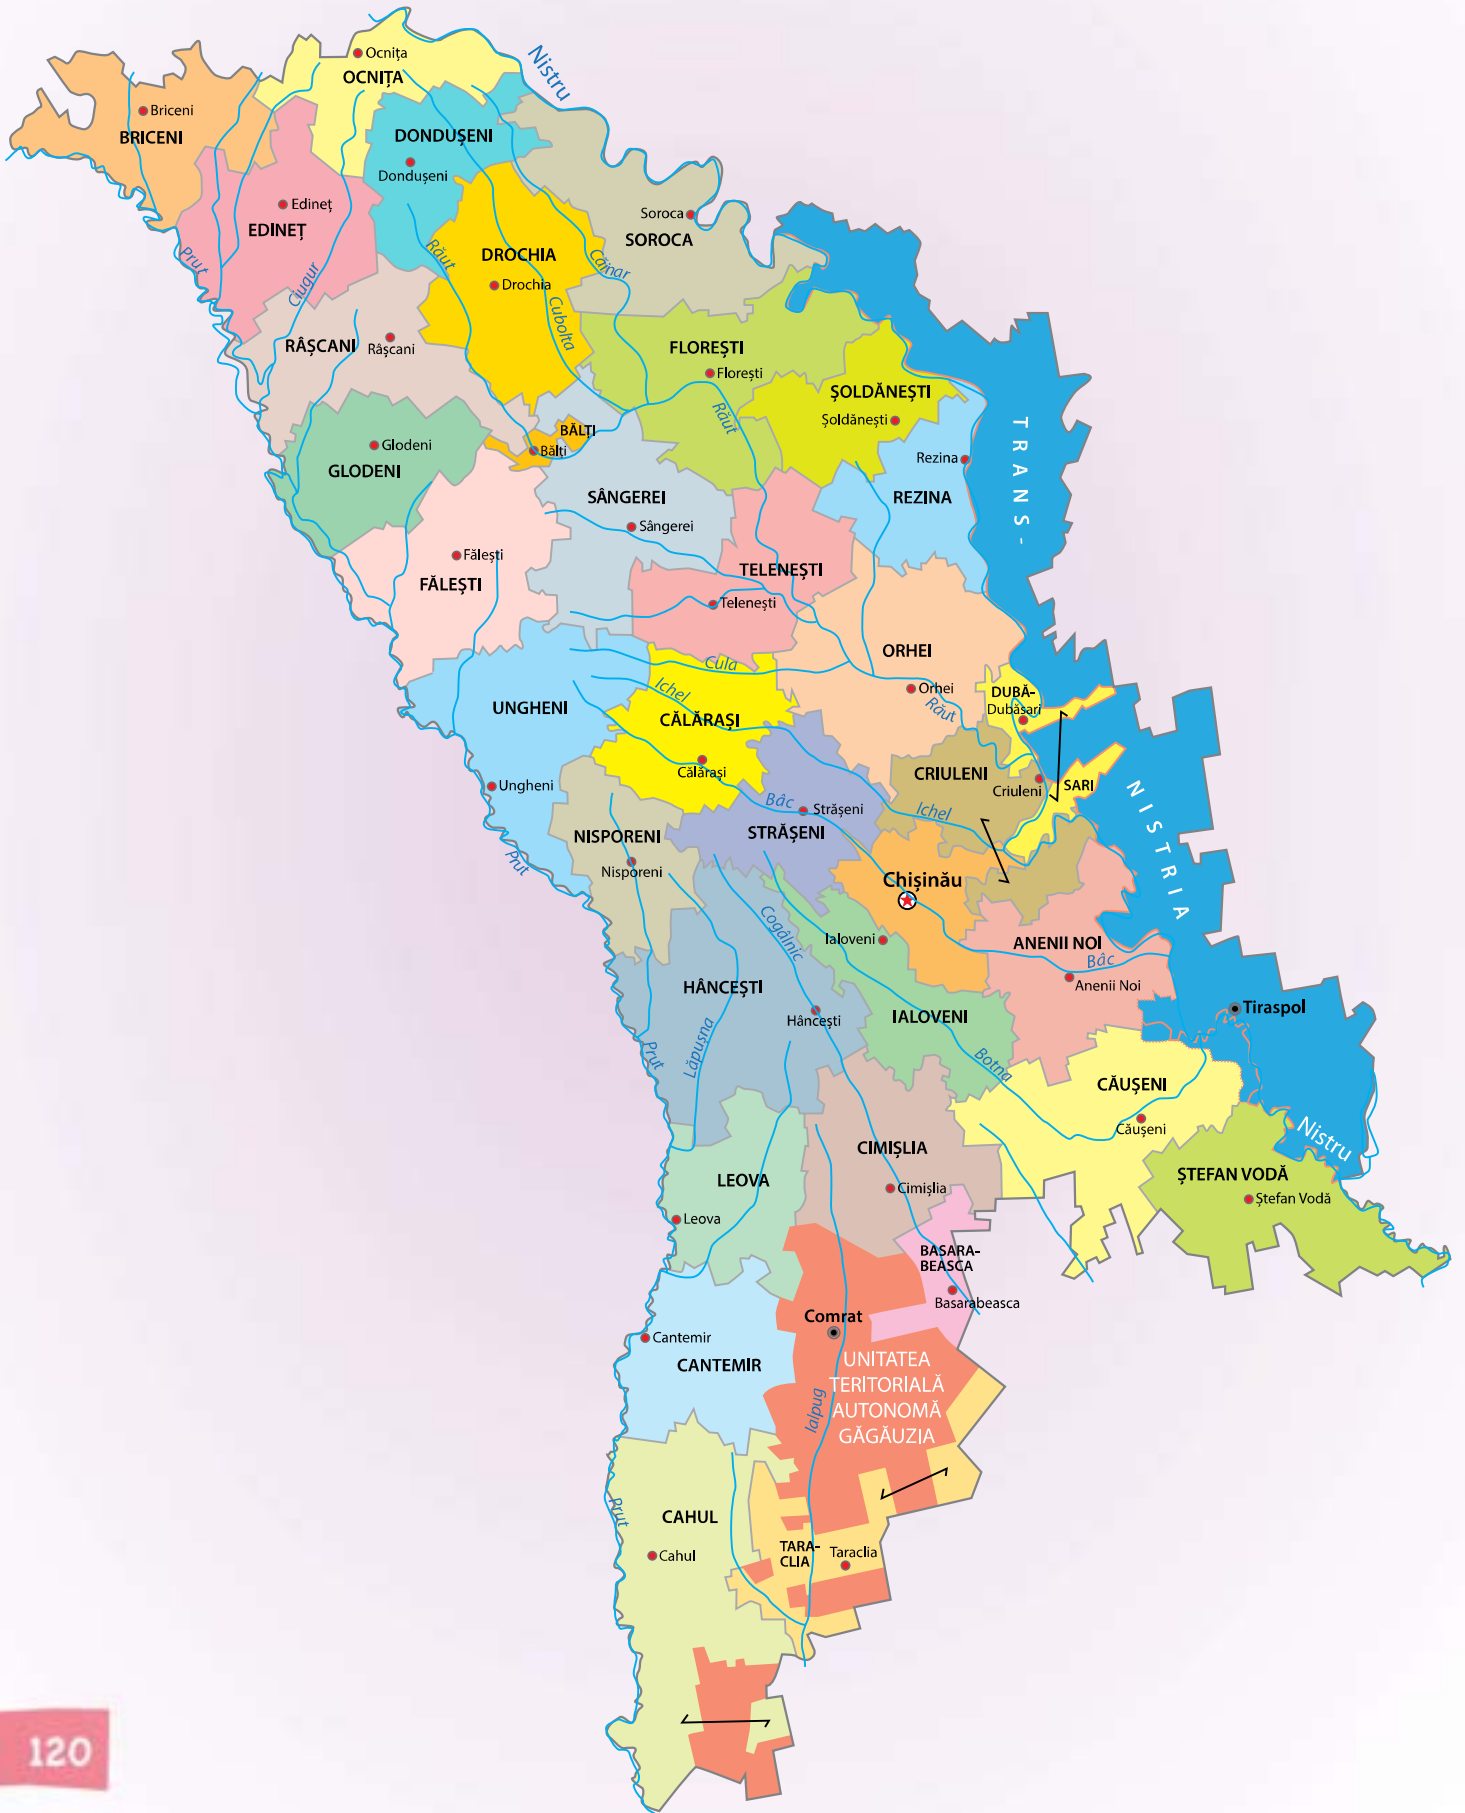 Ocnița
OCNIȚA
Nistru
Briceni
BRICENI
DONDUȘENI
Dondușeni
Edineț
EDINEȚ
Soroca
SOROCA
Prut
Ciugur
Răut
DROCHIA
Drochia
Căinar
Cubolta
RÂȘCANI
Râșcani
FLOREȘTI
Florești
ȘOLDĂNEȘTI
Șoldănești
Răut
TRANS-
BĂLȚI
Bălți
Glodeni
GLODENI
Rezina
REZINA
SÂNGEREI
Sângerei
Fălești
FĂLEȘTI
TELENEȘTI
Telenești
ORHEI
Orhei
Răut
Cula
Ichel
UNGHENI
Ungheni
CĂLĂRAȘI
Călărași
DUBĂ-
Dubăsari
SARI
CRIULENI
Criuleni
NISTRIA
Bâc
Strășeni
STRĂȘENI
Ichel
NISPORENI
Nisporeni
Prut
Chișinău
Cogâlnic
Ialoveni
ANENII NOI
Bâc
Anenii Noi
HÂNCEȘTI
Hâncești
IALOVENI
Tiraspol
Prut
Lăpușna
Botna
CĂUȘENI
Căușeni
Nistru
CIMIȘLIA
Cimișlia
LEOVA
Leova
ȘTEFAN VODĂ
Ștefan Vodă
BASARA-
BEASCA
Basarabeasca
Comrat
Cantemir
CANTEMIR
UNITATEA
TERITORIALĂ
AUTONOMĂ
GĂGĂUZIA
Ialpug
Prut
CAHUL
Cahul
TARA-
CLIA
Taraclia
120